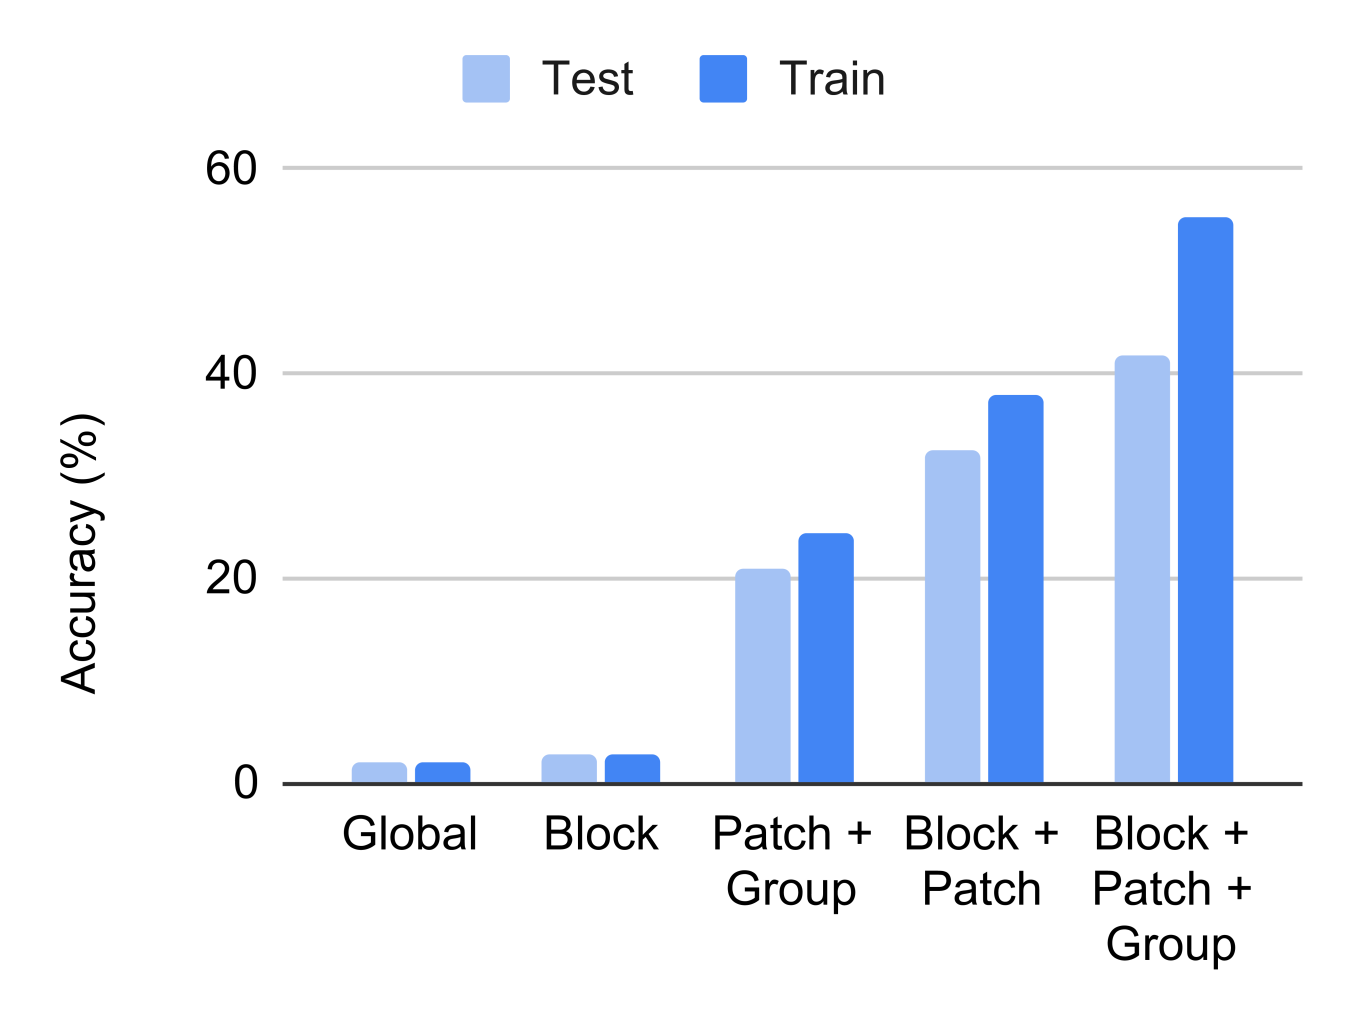 Test Train
60
40
20
0
Accuracy (%)
Global Block Patch + Block + Block +
Group Patch Patch +
Group